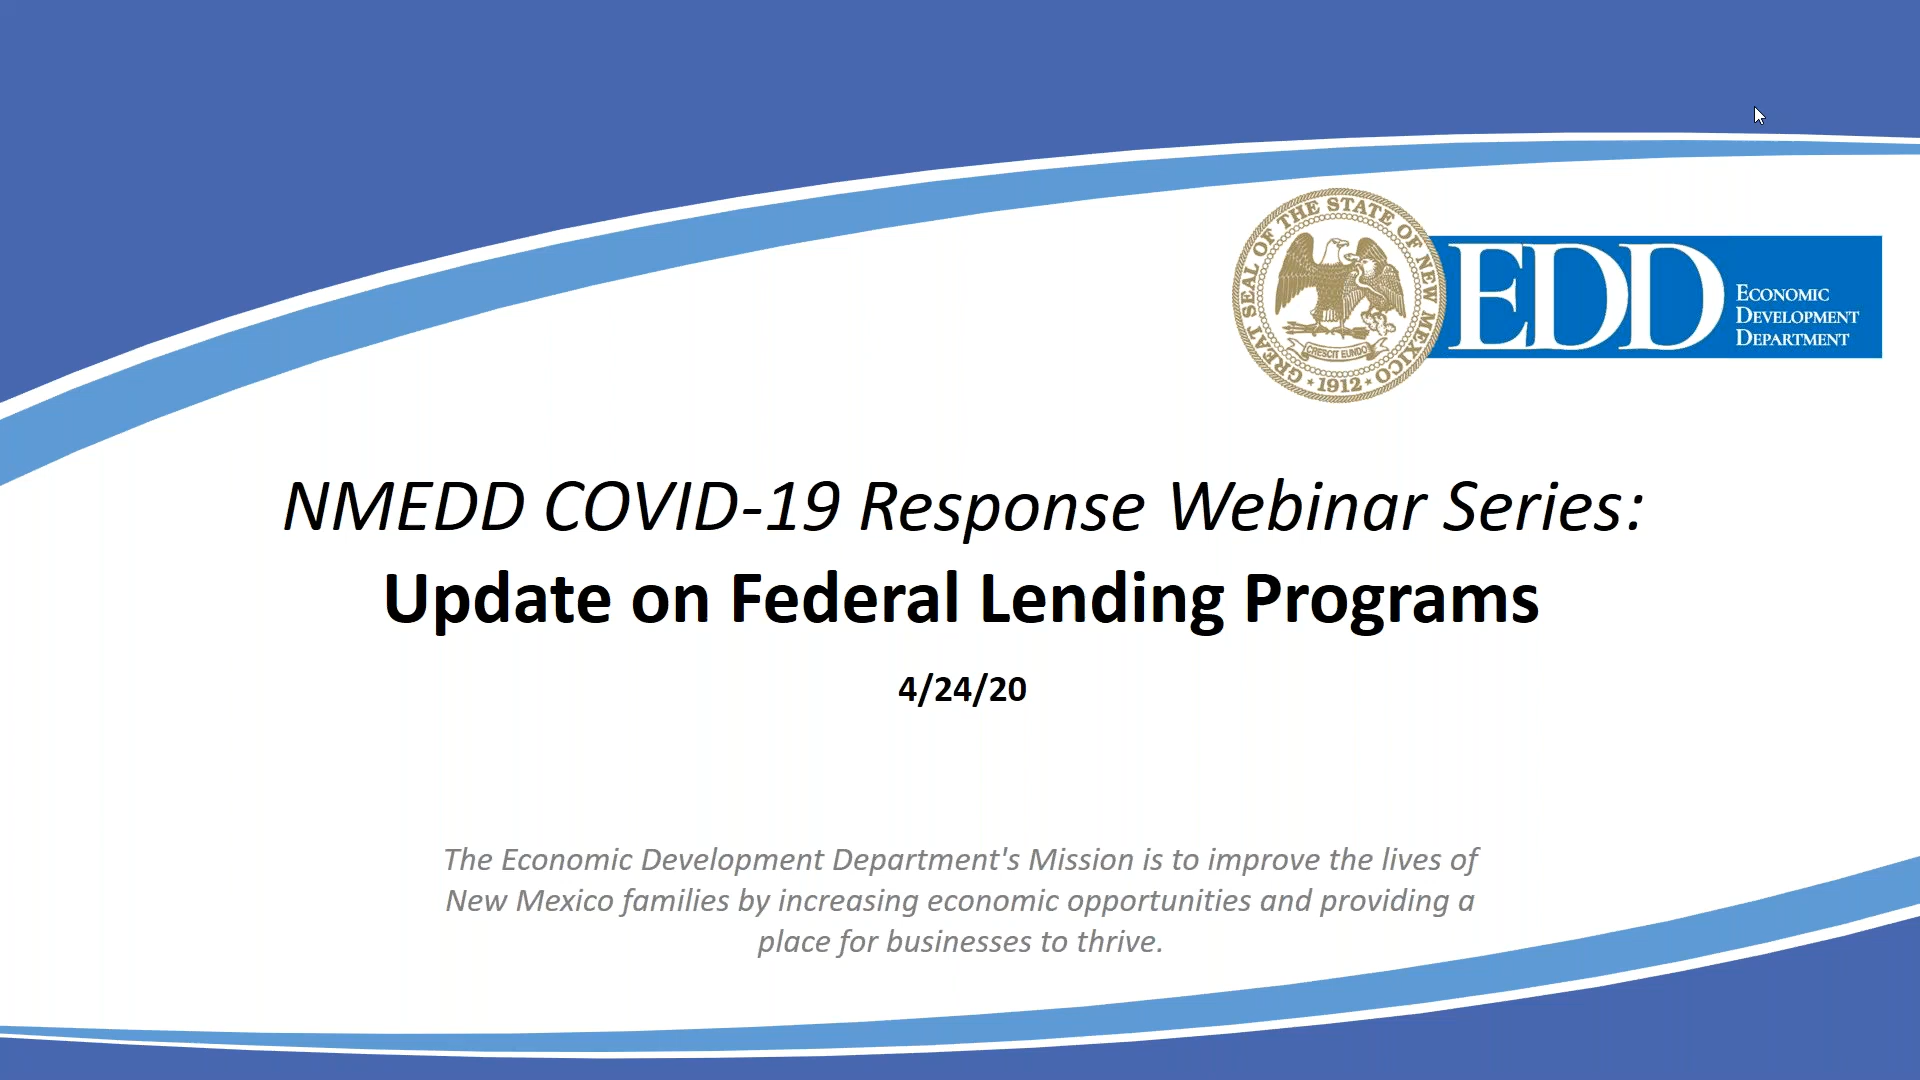 GREAT SEAL OF THE STATE OF NEW MEXICO
CRESCIT EUNDO
1912
EDD
ECONOMIC
DEVELOPMENT
DEPARTMENT
NMEDD COVID-19 Response Webinar Series:
Update on Federal Lending Programs
4/24/20
The Economic Development Department's Mission is to improve the lives of
New Mexico families by increasing economic opportunities and providing a
place for businesses to thrive.